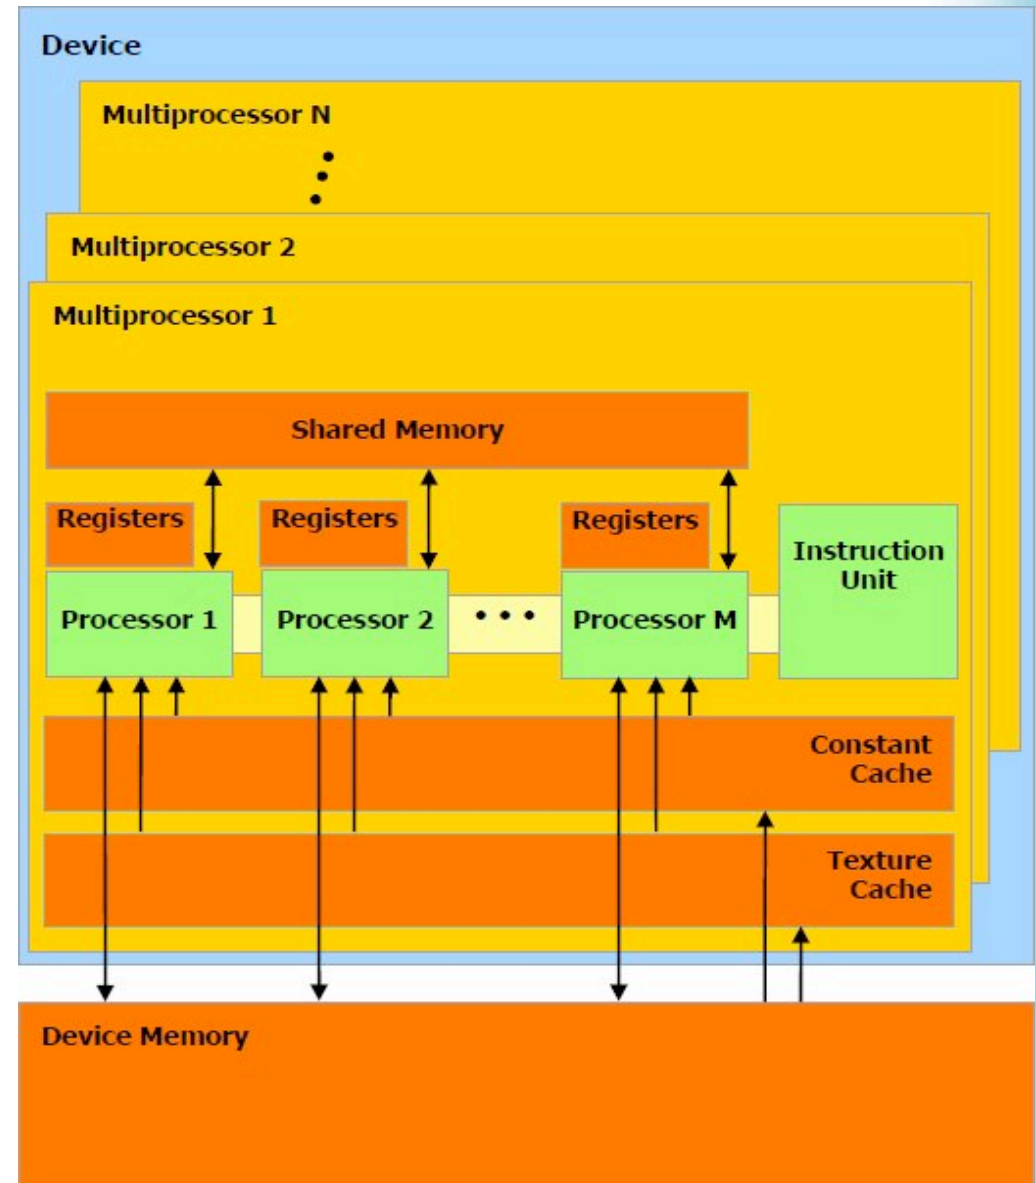 Device
Multiprocessor N
Multiprocessor 2
Multiprocessor 1
Shared Memory
Registers
Registers
Registers
Instruction
Unit
Processor 1
Processor 2
Processor M
Constant
Cache
Texture
Cache
Device Memory